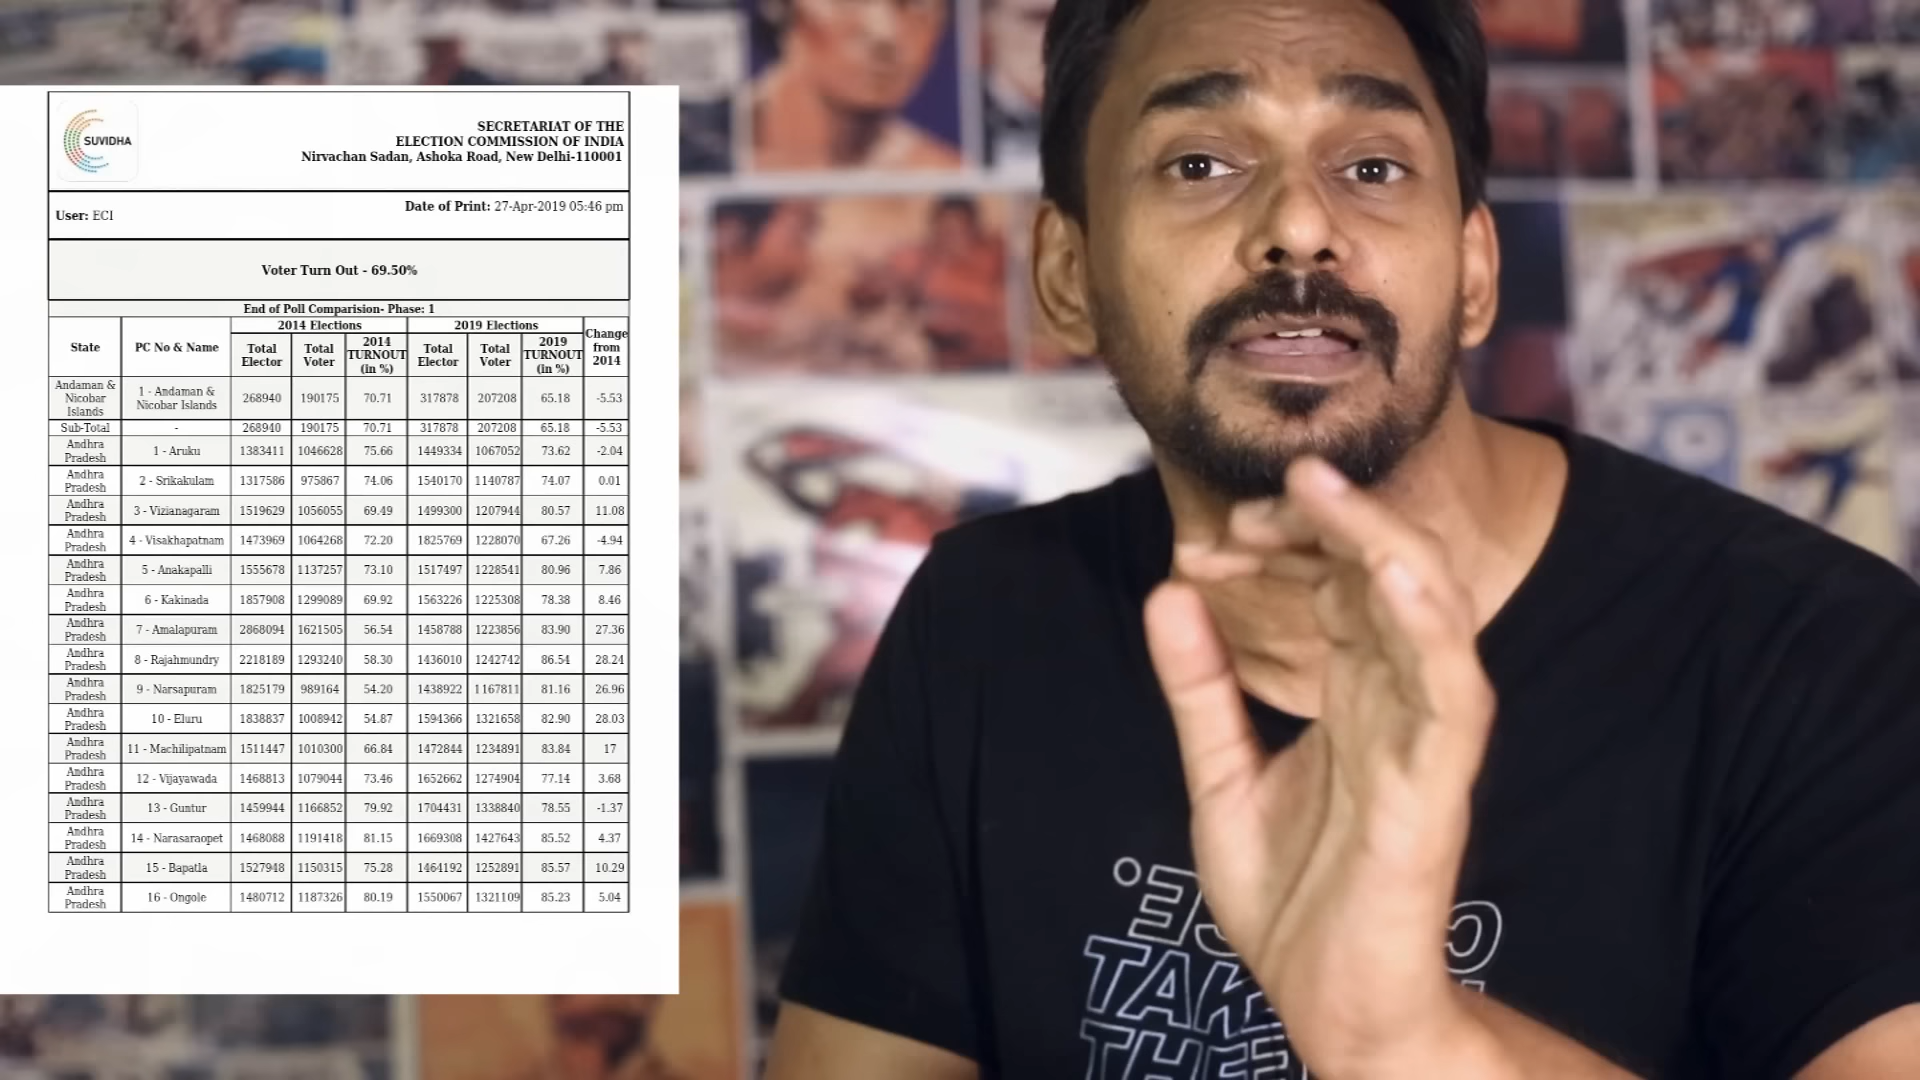 SUVIDHA
SECRETARIAT OF THE
ELECTION COMMISSION OF INDIA
Nirvachan Sadan, Ashoka Road, New Delhi-110001
User: ECI
Date of Print: 27-Apr-2019 05:46 pm
Voter Turn Out - 69.50%
End of Poll Comparision- Phase: 1
State PC No & Name 2014 Elections 2019 Elections Change from 2014
Total Elector Total Voter 2014 TURNOUT (in %) Total Elector Total Voter 2019 TURNOUT (in %)
Andaman & Nicobar Islands 1 - Andaman & Nicobar Islands 268940 190175 70.71 317878 207208 65.18 -5.53
Sub-Total - 268940 190175 70.71 317878 207208 65.18 -5.53
Andhra Pradesh 1 - Aruku 1383411 1046628 75.66 1449334 1067052 73.62 -2.04
Andhra Pradesh 2 - Srikakulam 1317586 975867 74.06 1540170 1140787 74.07 0.01
Andhra Pradesh 3 - Vizianagaram 1519629 1056055 69.49 1499300 1207944 80.57 11.08
Andhra Pradesh 4 - Visakhapatnam 1473969 1064268 72.20 1825769 1228070 67.26 -4.94
Andhra Pradesh 5 - Anakapalli 1555678 1137257 73.10 1517497 1228541 80.96 7.86
Andhra Pradesh 6 - Kakinada 1857908 1299089 69.92 1563226 1225308 78.38 8.46
Andhra Pradesh 7 - Amalapuram 2868094 1621505 56.54 1458788 1223856 83.90 27.36
Andhra Pradesh 8 - Rajahmundry 2218189 1293240 58.30 1436010 1242742 86.54 28.24
Andhra Pradesh 9 - Narsapuram 1825179 989164 54.20 1438922 1167811 81.16 26.96
Andhra Pradesh 10 - Eluru 1838837 1008942 54.87 1594366 1321658 82.90 28.03
Andhra Pradesh 11 - Machilipatnam 1511447 1010300 66.84 1472844 1234891 83.84 17
Andhra Pradesh 12 - Vijayawada 1468813 1079044 73.46 1652662 1274904 77.14 3.68
Andhra Pradesh 13 - Guntur 1459944 1166852 79.92 1704431 1338840 78.55 -1.37
Andhra Pradesh 14 - Narasaraopet 1468088 1191418 81.15 1669308 1427643 85.52 4.37
Andhra Pradesh 15 - Bapatla 1527948 1150315 75.28 1464192 1252891 85.57 10.29
Andhra Pradesh 16 - Ongole 1480712 1187326 80.19 1550067 1321109 85.23 5.04
TAKE
THE